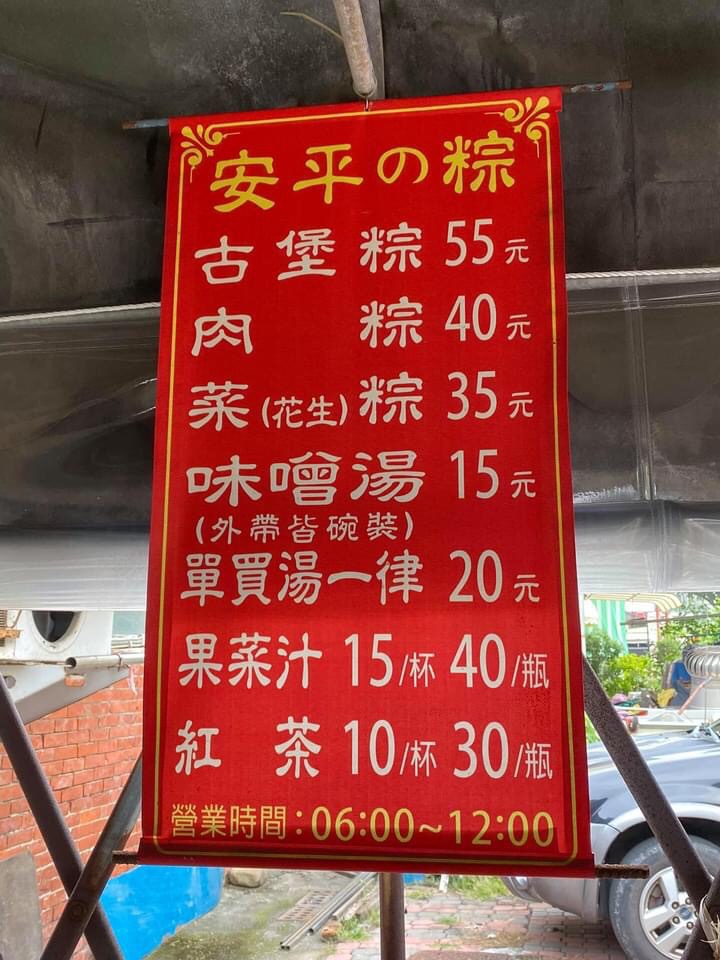 安平の粽
古堡粽 55元
肉粽 40元
菜(花生)粽 35元
味噌湯 15元
(外帶皆碗裝)
單買湯一律 20元
果菜汁 15/杯 40/瓶
紅茶 10/杯 30/瓶
營業時間：06:00~12:00